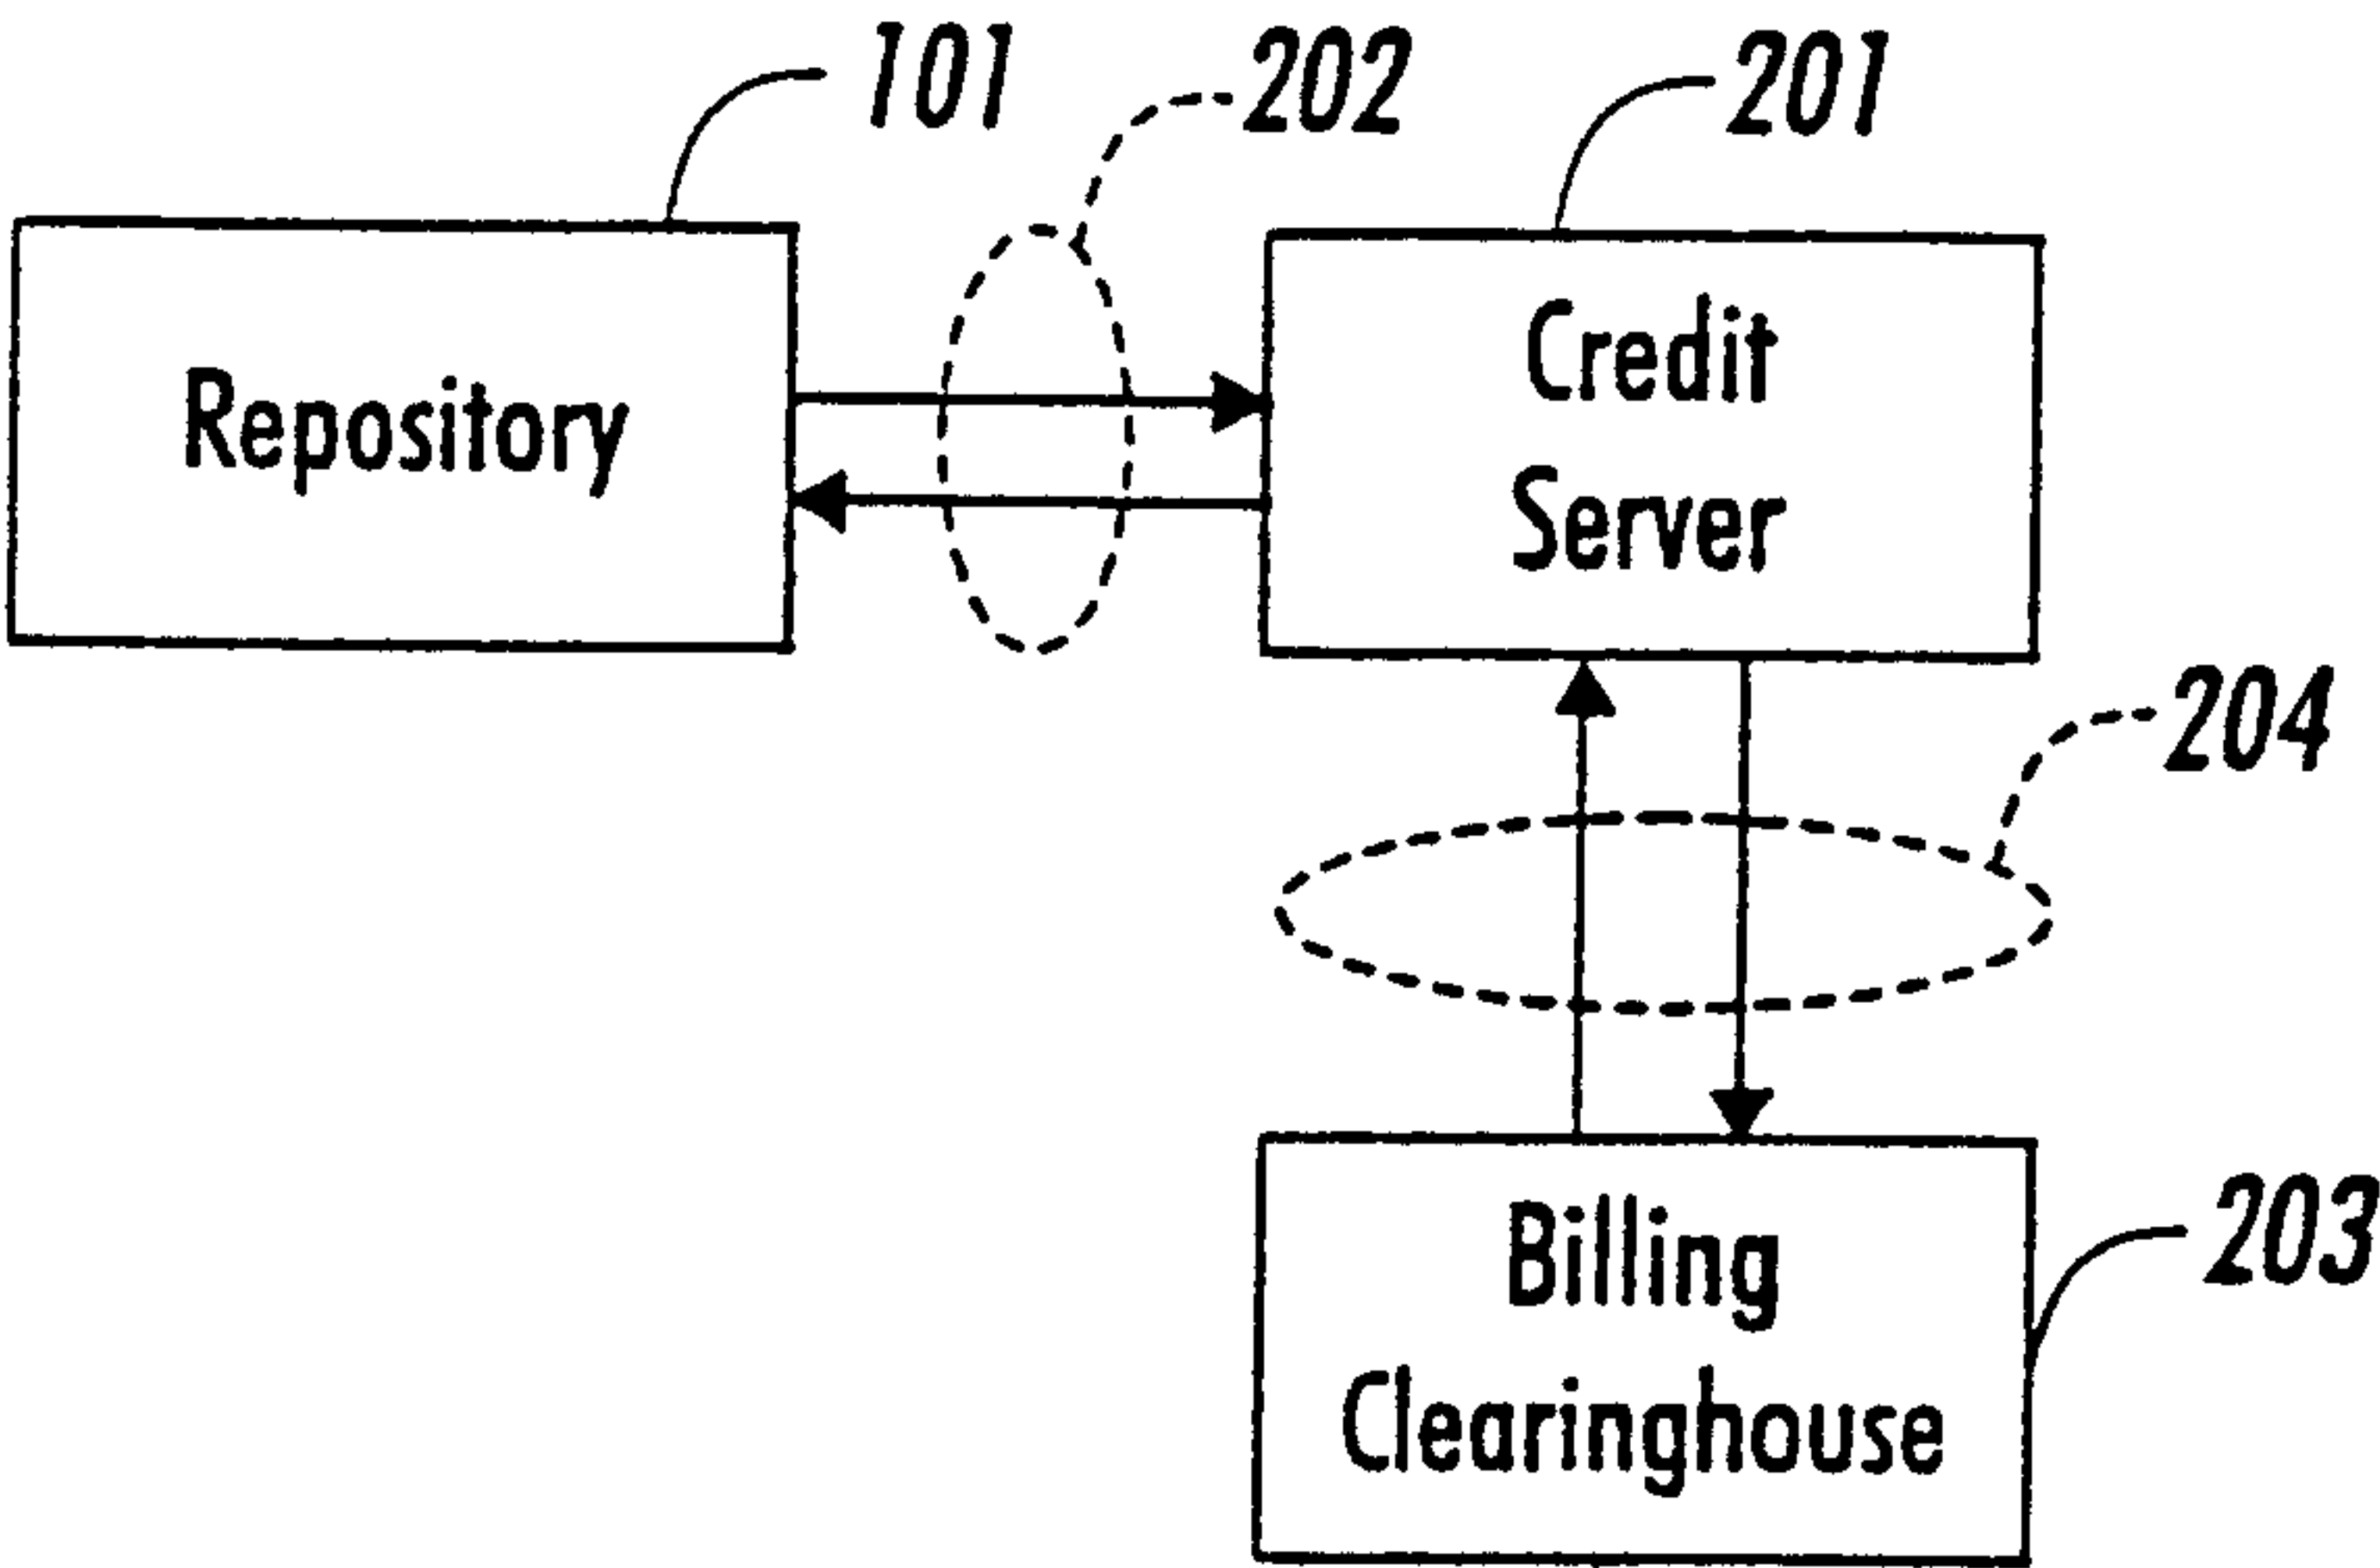 101
202
201
Repository
Credit
Server
204
Billing
Clearinghouse
203